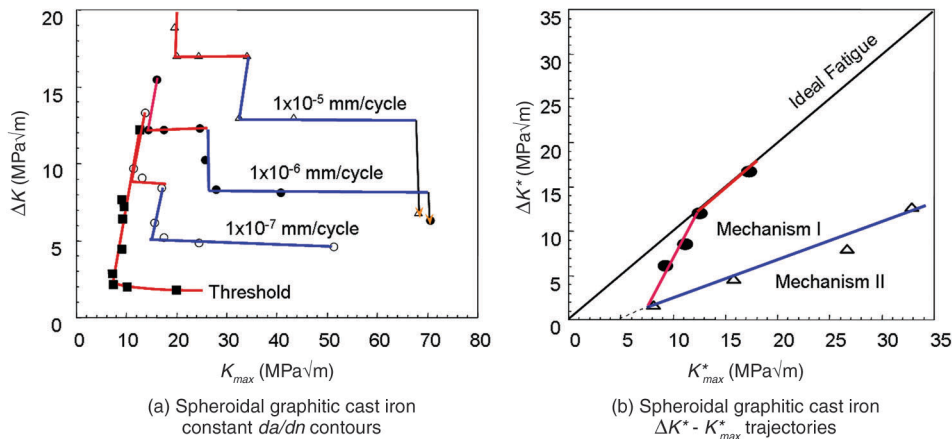 20
15
10
5
0
ΔK (MPa√m)
1x10⁻⁵ mm/cycle
1x10⁻⁶ mm/cycle
1x10⁻⁷ mm/cycle
Threshold
0 10 20 30 40 50 60 70 80
Kmax (MPa√m)
(a) Spheroidal graphitic cast iron
constant da/dn contours
35
30
25
20
15
10
5
0
ΔK* (MPa√m)
Ideal Fatigue
Mechanism I
Mechanism II
0 5 10 15 20 25 30 35
K*max (MPa√m)
(b) Spheroidal graphitic cast iron
ΔK* - K*max trajectories